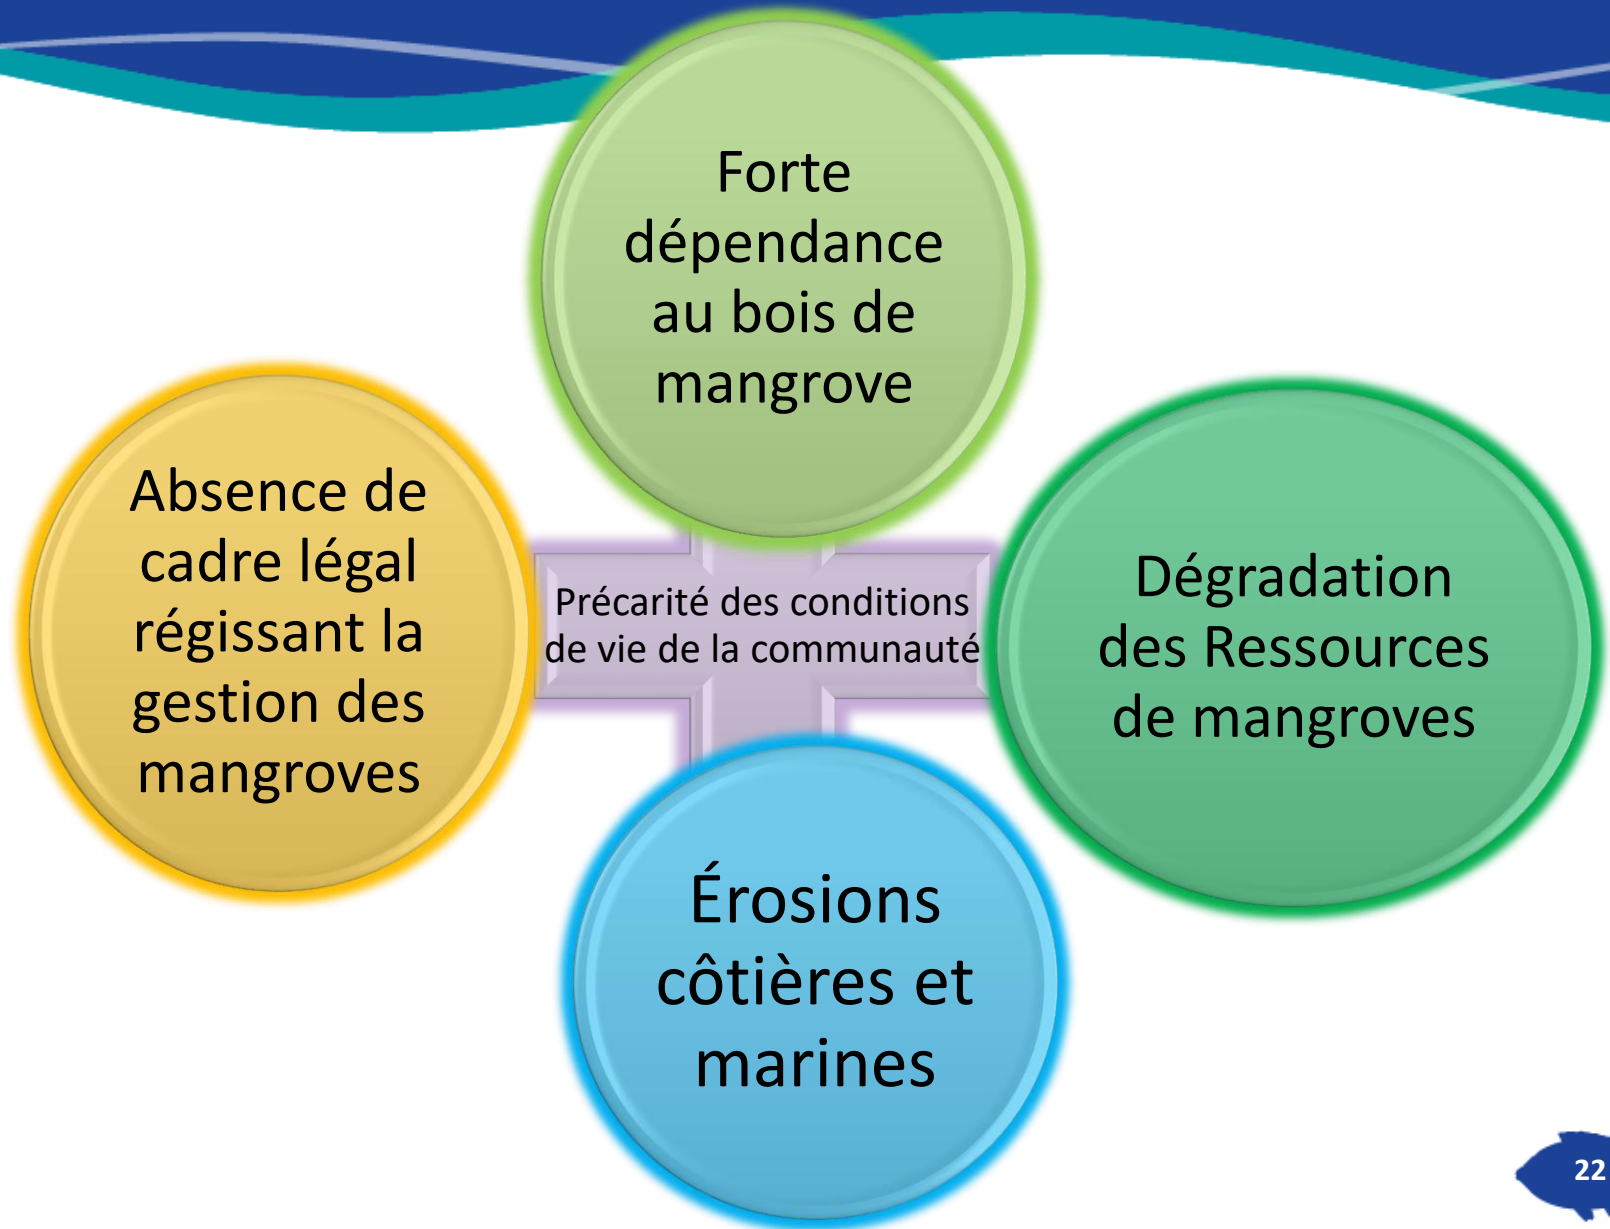 Forte
dépendance
au bois de
mangrove
Absence de
cadre légal
régissant la
gestion des
mangroves
Précarité des conditions
de vie de la communauté
Dégradation
des Ressources
de mangroves
Érosions
côtières et
marines
22